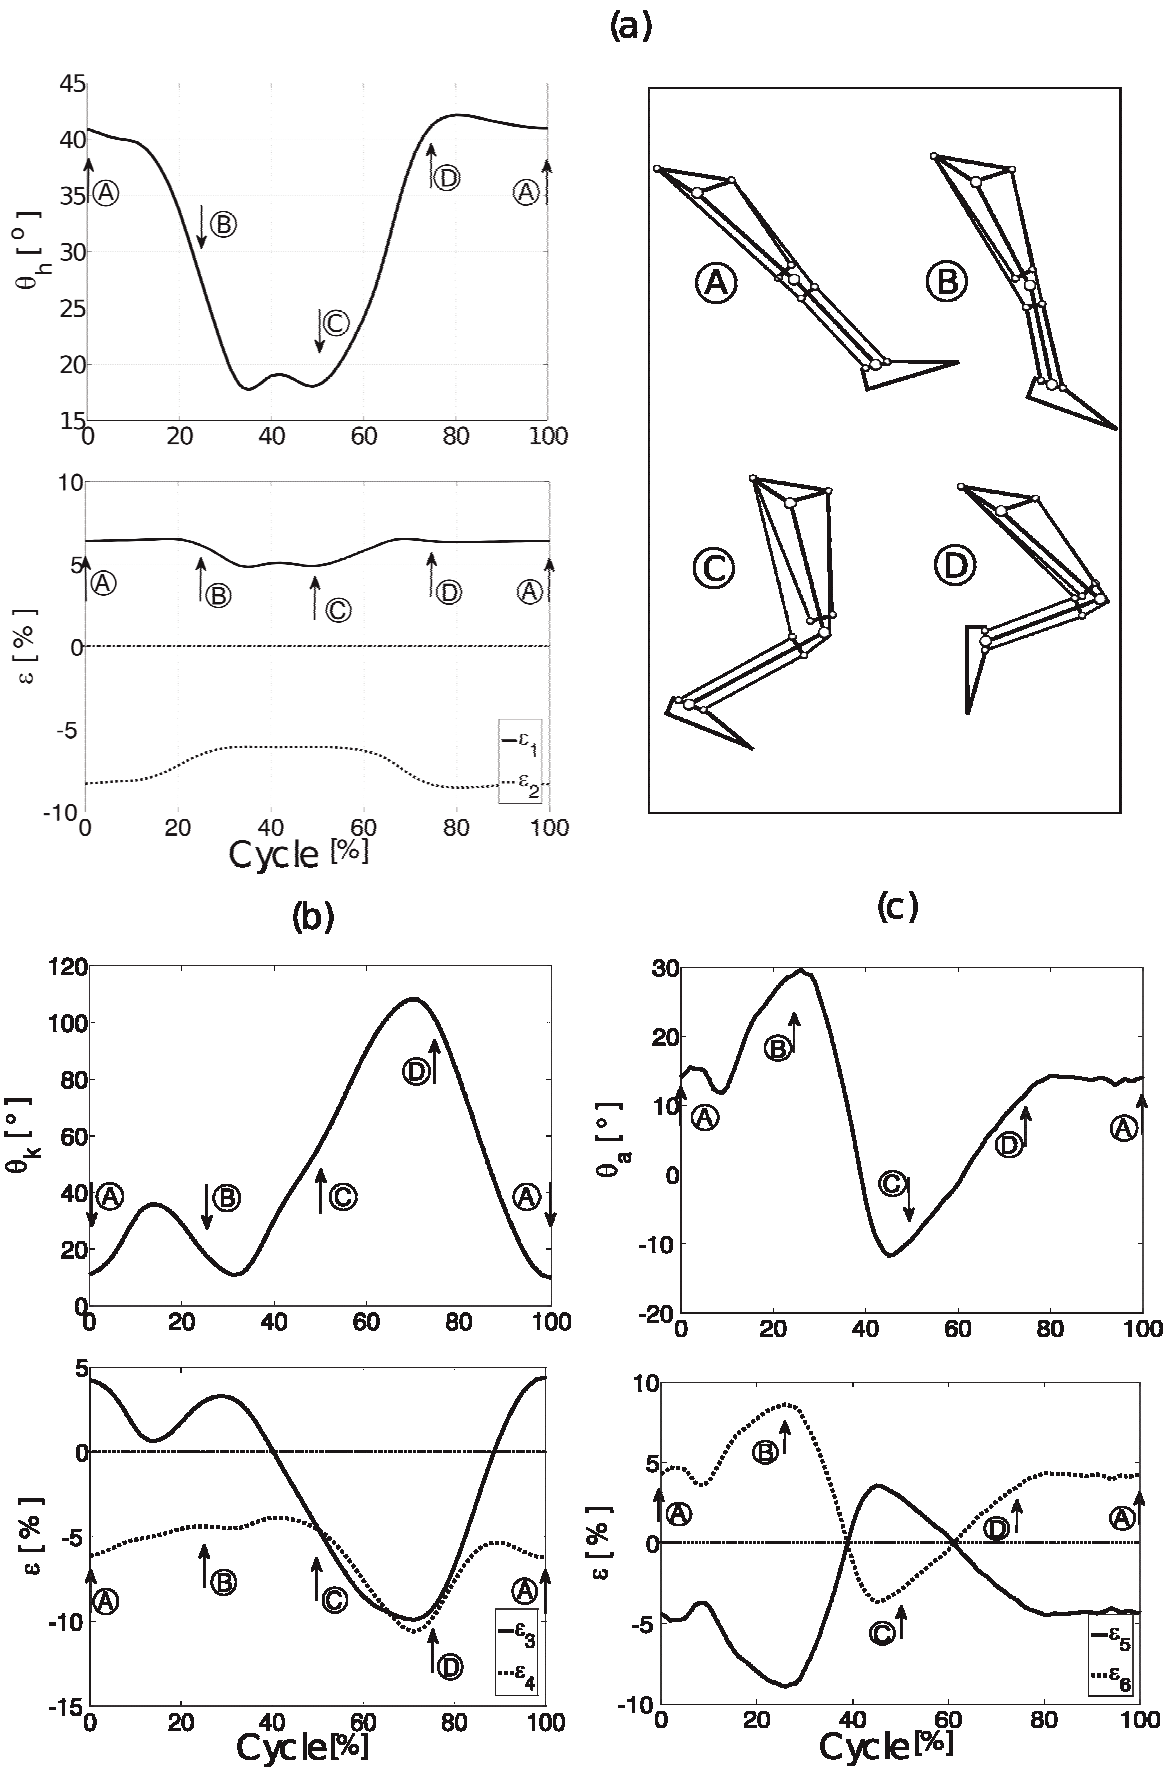 (a)
45
40
35
30
25
20
15
θh [ o ]
A
B
C
D
A
0 20 40 60 80 100
10
5
0
-5
-10
ε [ % ]
A
B
C
D
A
ε1
ε2
0 20 40 60 80 100
Cycle [%]
A
B
C
D
(b)
120
100
80
60
40
20
0
θk [ ° ]
A
B
C
D
A
0 20 40 60 80 100
5
0
-5
-10
-15
ε [ % ]
A
B
C
D
A
ε3
ε4
0 20 40 60 80 100
Cycle[%]
(c)
30
20
10
0
-10
-20
θa [ ° ]
A
B
C
D
A
0 20 40 60 80 100
10
5
0
-5
-10
ε [ % ]
A
B
C
D
A
ε5
ε6
0 20 40 60 80 100
Cycle[%]